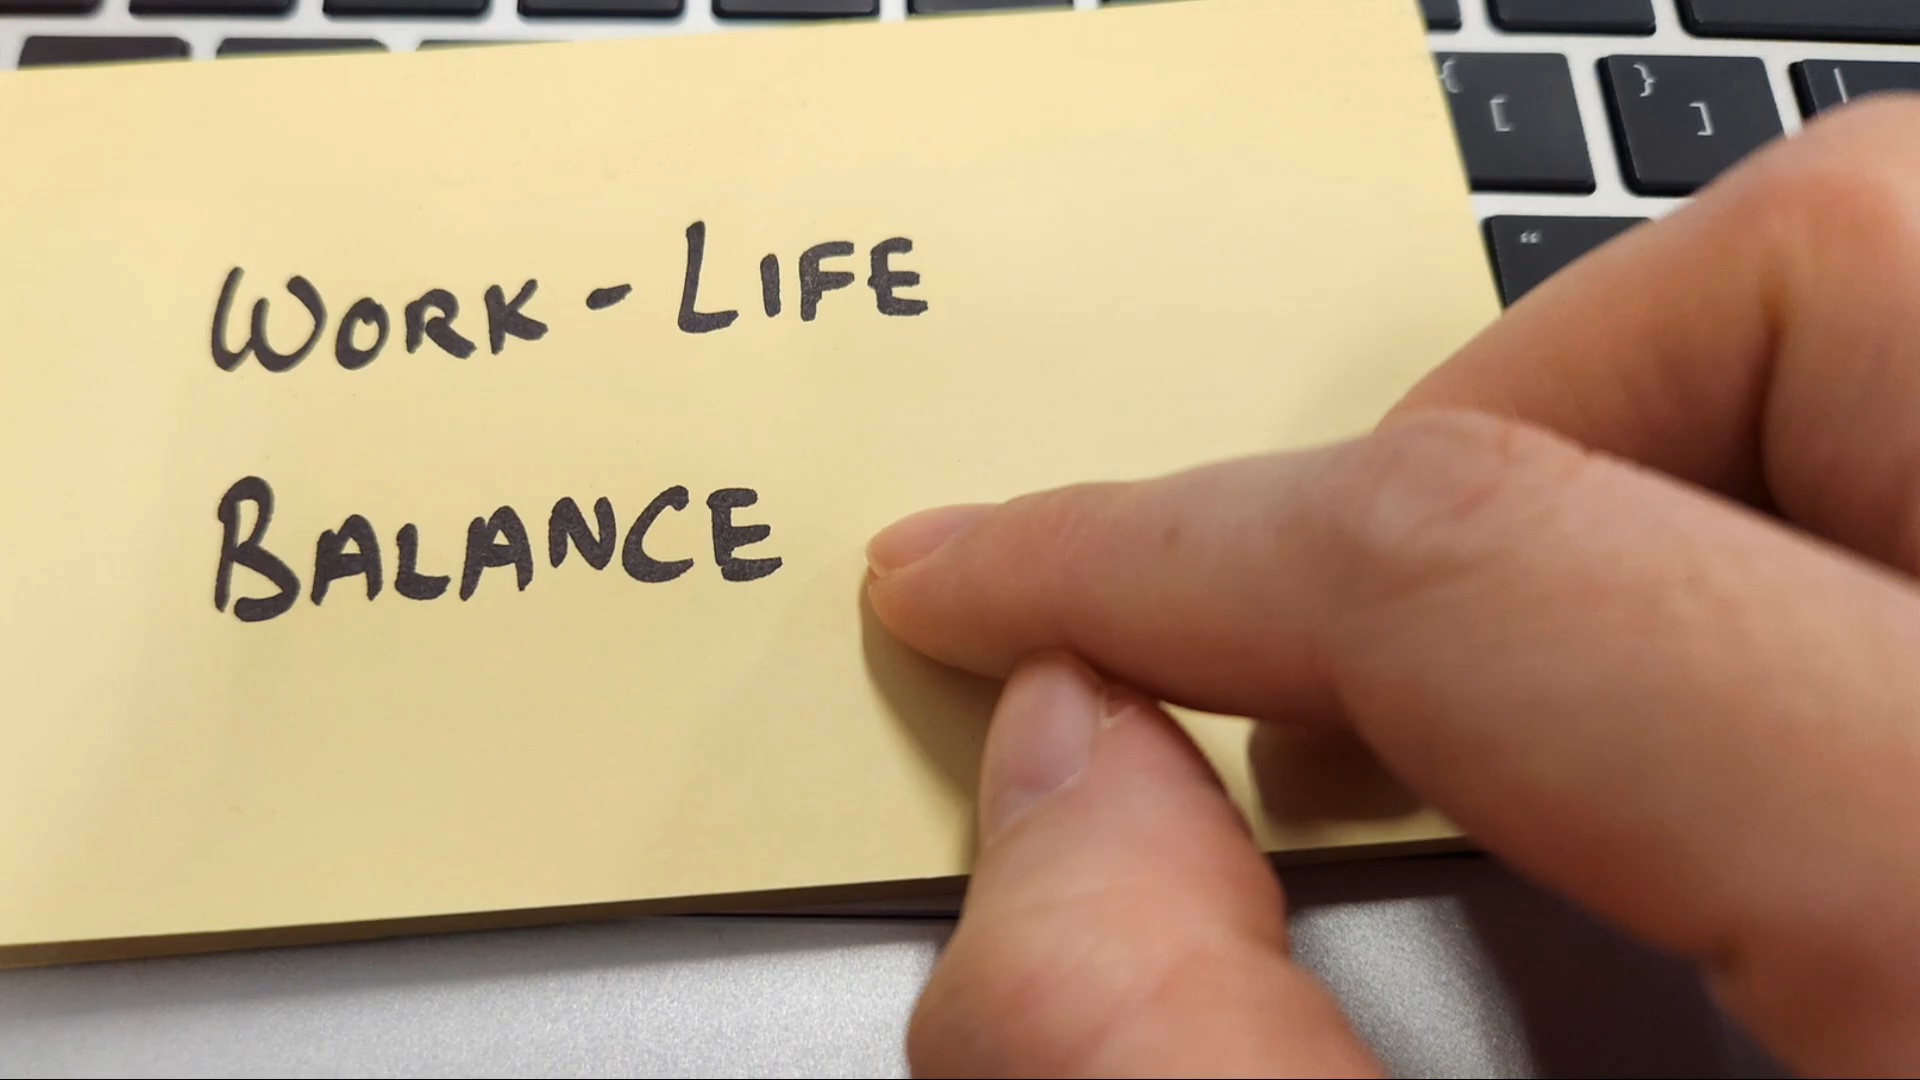 WORK-LIFE
BALANCE
{ [
} ]
|
“